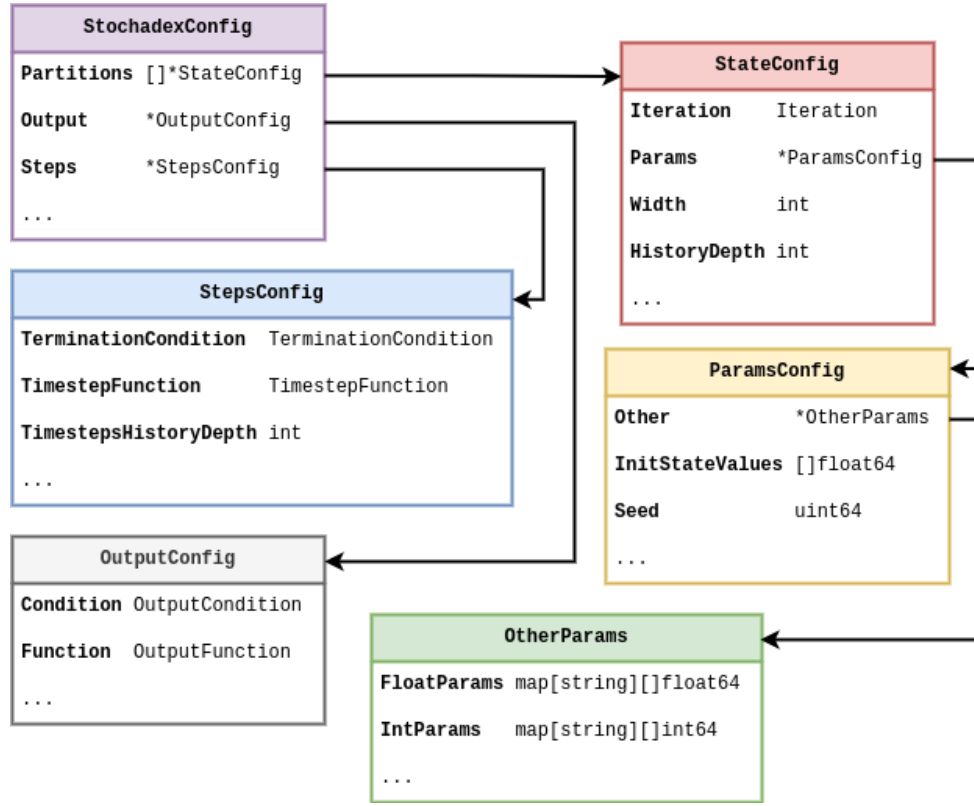 StochadexConfig
Partitions []*StateConfig
Output *OutputConfig
Steps *StepsConfig
...
StateConfig
Iteration Iteration
Params *ParamsConfig
Width int
HistoryDepth int
...
StepsConfig
TerminationCondition TerminationCondition
TimestepFunction TimestepFunction
TimestepsHistoryDepth int
...
ParamsConfig
Other *OtherParams
InitStateValues []float64
Seed uint64
...
OutputConfig
Condition OutputCondition
Function OutputFunction
...
OtherParams
FloatParams map[string][]float64
IntParams map[string][]int64
...